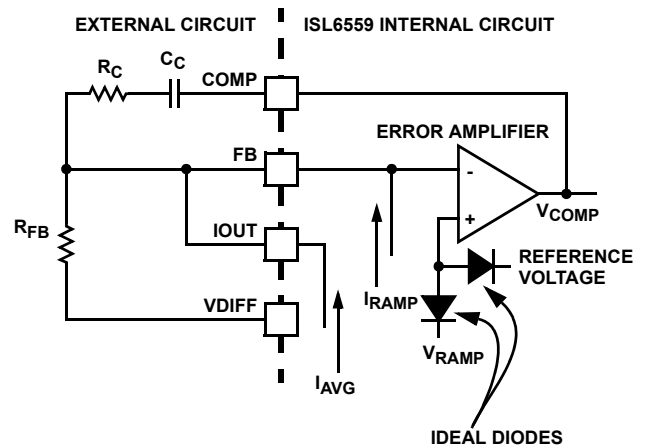 EXTERNAL CIRCUIT
ISL6559 INTERNAL CIRCUIT
RC
CC
COMP
ERROR AMPLIFIER
FB
-
+
VCOMP
RFB
IOUT
REFERENCE
VOLTAGE
IRAMP
VDIFF
VRAMP
IAVG
IDEAL DIODES